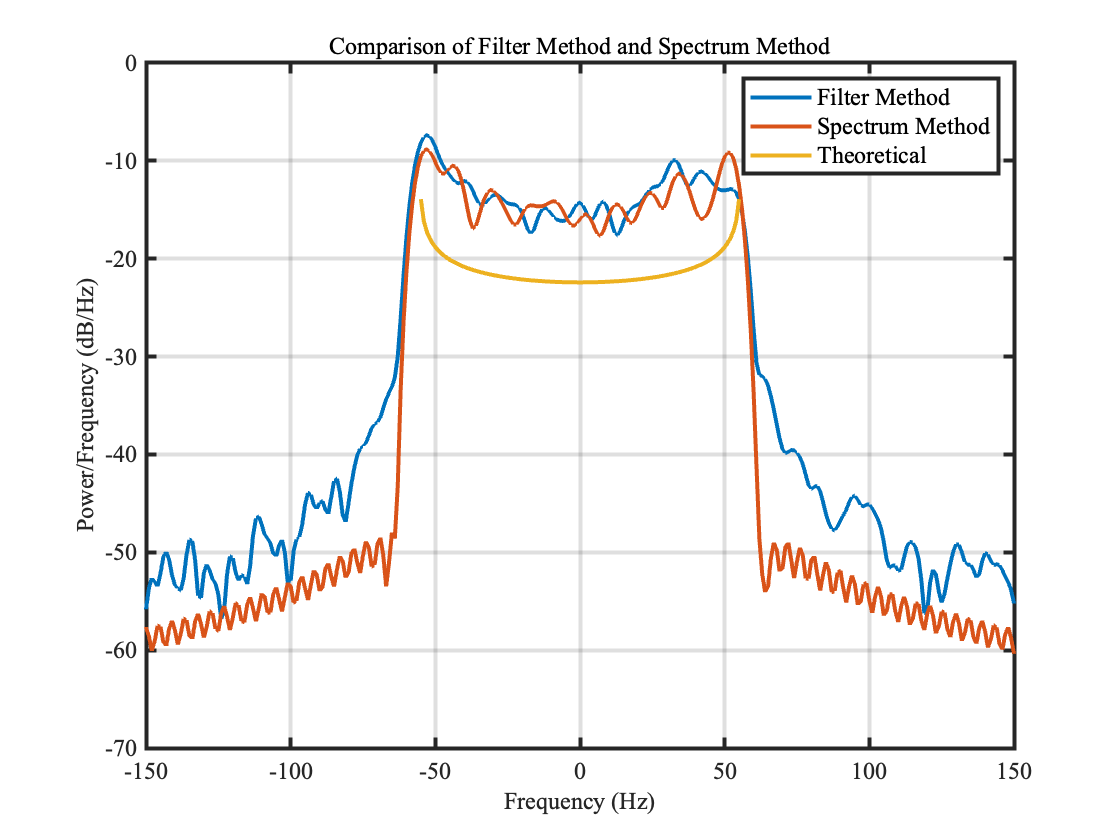 Comparison of Filter Method and Spectrum Method
Filter Method
Spectrum Method
Theoretical
Power/Frequency (dB/Hz)
0
-10
-20
-30
-40
-50
-60
-70
-150
-100
-50
0
50
100
150
Frequency (Hz)